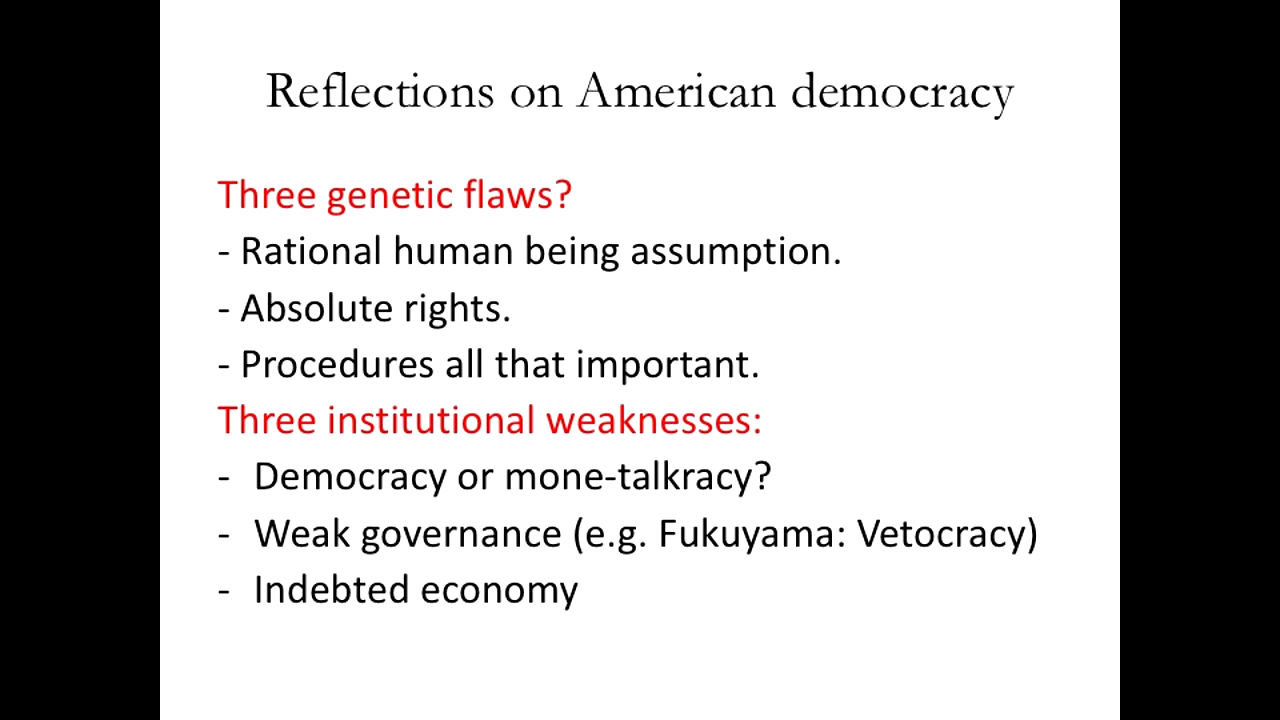 Reflections on American democracy
Three genetic flaws?
- Rational human being assumption.
- Absolute rights.
- Procedures all that important.
Three institutional weaknesses:
- Democracy or mone-talkracy?
- Weak governance (e.g. Fukuyama: Vetocracy)
- Indebted economy